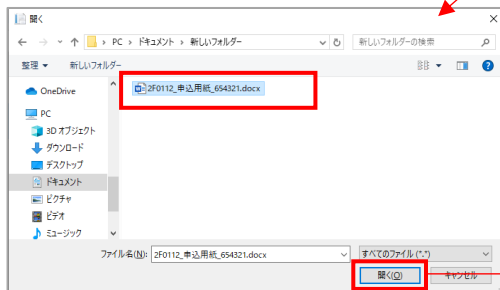 開く
PC › ドキュメント › 新しいフォルダー
新しいフォルダーの検索
整理 新しいフォルダー
OneDrive
PC
3D オブジェクト
ダウンロード
デスクトップ
ドキュメント
ピクチャ
ビデオ
ミュージック
2F0112_申込用紙_654321.docx
ファイル名(N): 2F0112_申込用紙_654321.docx
すべてのファイル (*.*)
開く(O) キャンセル